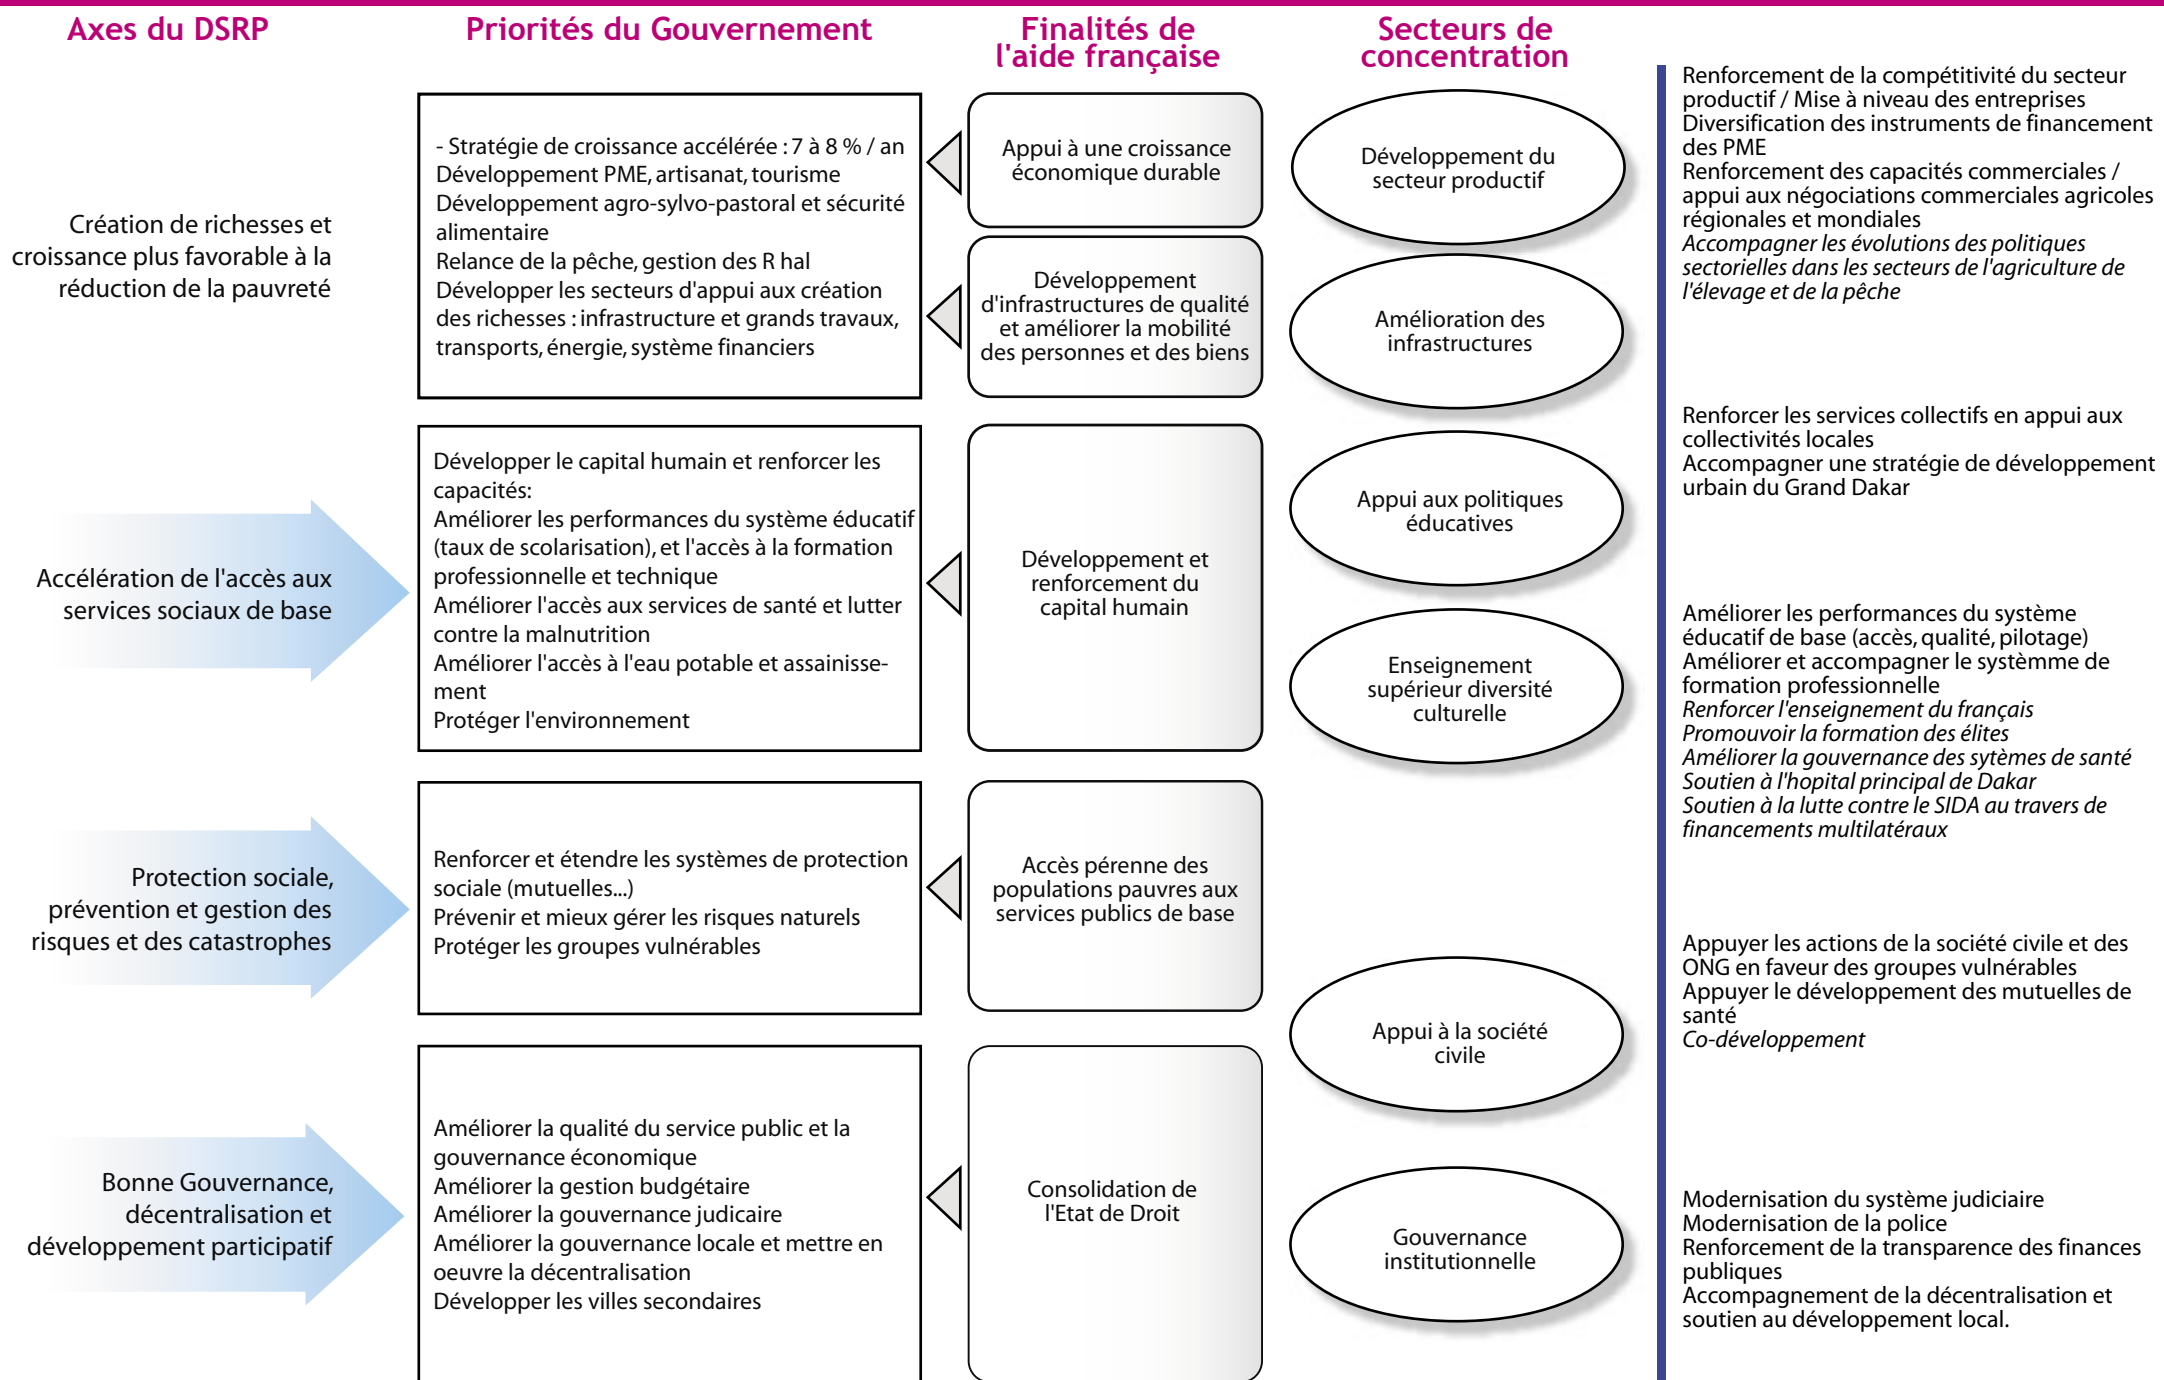 Axes du DSRP
Priorités du Gouvernement
Finalités de
l'aide française
Secteurs de
concentration
Création de richesses et
croissance plus favorable à la
réduction de la pauvreté
- Stratégie de croissance accélérée : 7 à 8 % / an
Développement PME, artisanat, tourisme
Développement agro-sylvo-pastoral et sécurité
alimentaire
Relance de la pêche, gestion des R hal
Développer les secteurs d'appui aux création
des richesses : infrastructure et grands travaux,
transports, énergie, système financiers
Appui à une croissance
économique durable
Développement
d'infrastructures de qualité
et améliorer la mobilité
des personnes et des biens
Développement du
secteur productif
Amélioration des
infrastructures
Renforcement de la compétitivité du secteur
productif / Mise à niveau des entreprises
Diversification des instruments de financement
des PME
Renforcement des capacités commerciales /
appui aux négociations commerciales agricoles
régionales et mondiales
Accompagner les évolutions des politiques
sectorielles dans les secteurs de l'agriculture de
l'élevage et de la pêche
Renforcer les services collectifs en appui aux
collectivités locales
Accompagner une stratégie de développement
urbain du Grand Dakar
Accélération de l'accès aux
services sociaux de base
Développer le capital humain et renforcer les
capacités:
Améliorer les performances du système éducatif
(taux de scolarisation), et l'accès à la formation
professionnelle et technique
Améliorer l'accès aux services de santé et lutter
contre la malnutrition
Améliorer l'accès à l'eau potable et assainisse-
ment
Protéger l'environnement
Développement et
renforcement du
capital humain
Appui aux politiques
éducatives
Enseignement
supérieur diversité
culturelle
Améliorer les performances du système
éducatif de base (accès, qualité, pilotage)
Améliorer et accompagner le systèmme de
formation professionnelle
Renforcer l'enseignement du français
Promouvoir la formation des élites
Améliorer la gouvernance des sytèmes de santé
Soutien à l'hopital principal de Dakar
Soutien à la lutte contre le SIDA au travers de
financements multilatéraux
Protection sociale,
prévention et gestion des
risques et des catastrophes
Renforcer et étendre les systèmes de protection
sociale (mutuelles...)
Prévenir et mieux gérer les risques naturels
Protéger les groupes vulnérables
Accès pérenne des
populations pauvres aux
services publics de base
Appui à la société
civile
Appuyer les actions de la société civile et des
ONG en faveur des groupes vulnérables
Appuyer le développement des mutuelles de
santé
Co-développement
Bonne Gouvernance,
décentralisation et
développement participatif
Améliorer la qualité du service public et la
gouvernance économique
Améliorer la gestion budgétaire
Améliorer la gouvernance judicaire
Améliorer la gouvernance locale et mettre en
oeuvre la décentralisation
Développer les villes secondaires
Consolidation de
l'Etat de Droit
Gouvernance
institutionnelle
Modernisation du système judiciaire
Modernisation de la police
Renforcement de la transparence des finances
publiques
Accompagnement de la décentralisation et
soutien au développement local.